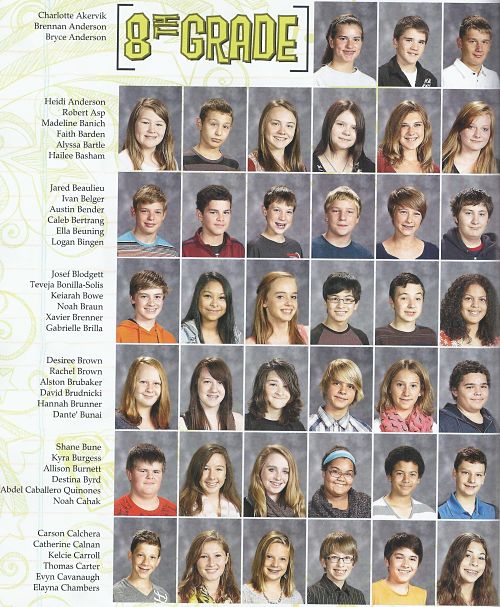 Charlotte Akervik
Brennan Anderson
Bryce Anderson
8TH GRADE
Heidi Anderson
Robert Asp
Madeline Banich
Faith Barden
Alyssa Bartle
Hailee Basham
Jared Beaulieu
Ivan Belger
Austin Bender
Caleb Bertrang
Ella Beuning
Logan Bingen
Josef Blodgett
Teveja Bonilla-Solis
Keiarah Bowe
Noah Braun
Xavier Brenner
Gabrielle Brilla
Desiree Brown
Rachel Brown
Alston Brubaker
David Brudnicki
Hannah Brunner
Dante' Bunai
Shane Bune
Kyra Burgess
Allison Burnett
Destina Byrd
Abdel Caballero Quinones
Noah Cahak
Carson Calchera
Catherine Calnan
Kelcie Carroll
Thomas Carter
Evyn Cavanaugh
Elayna Chambers